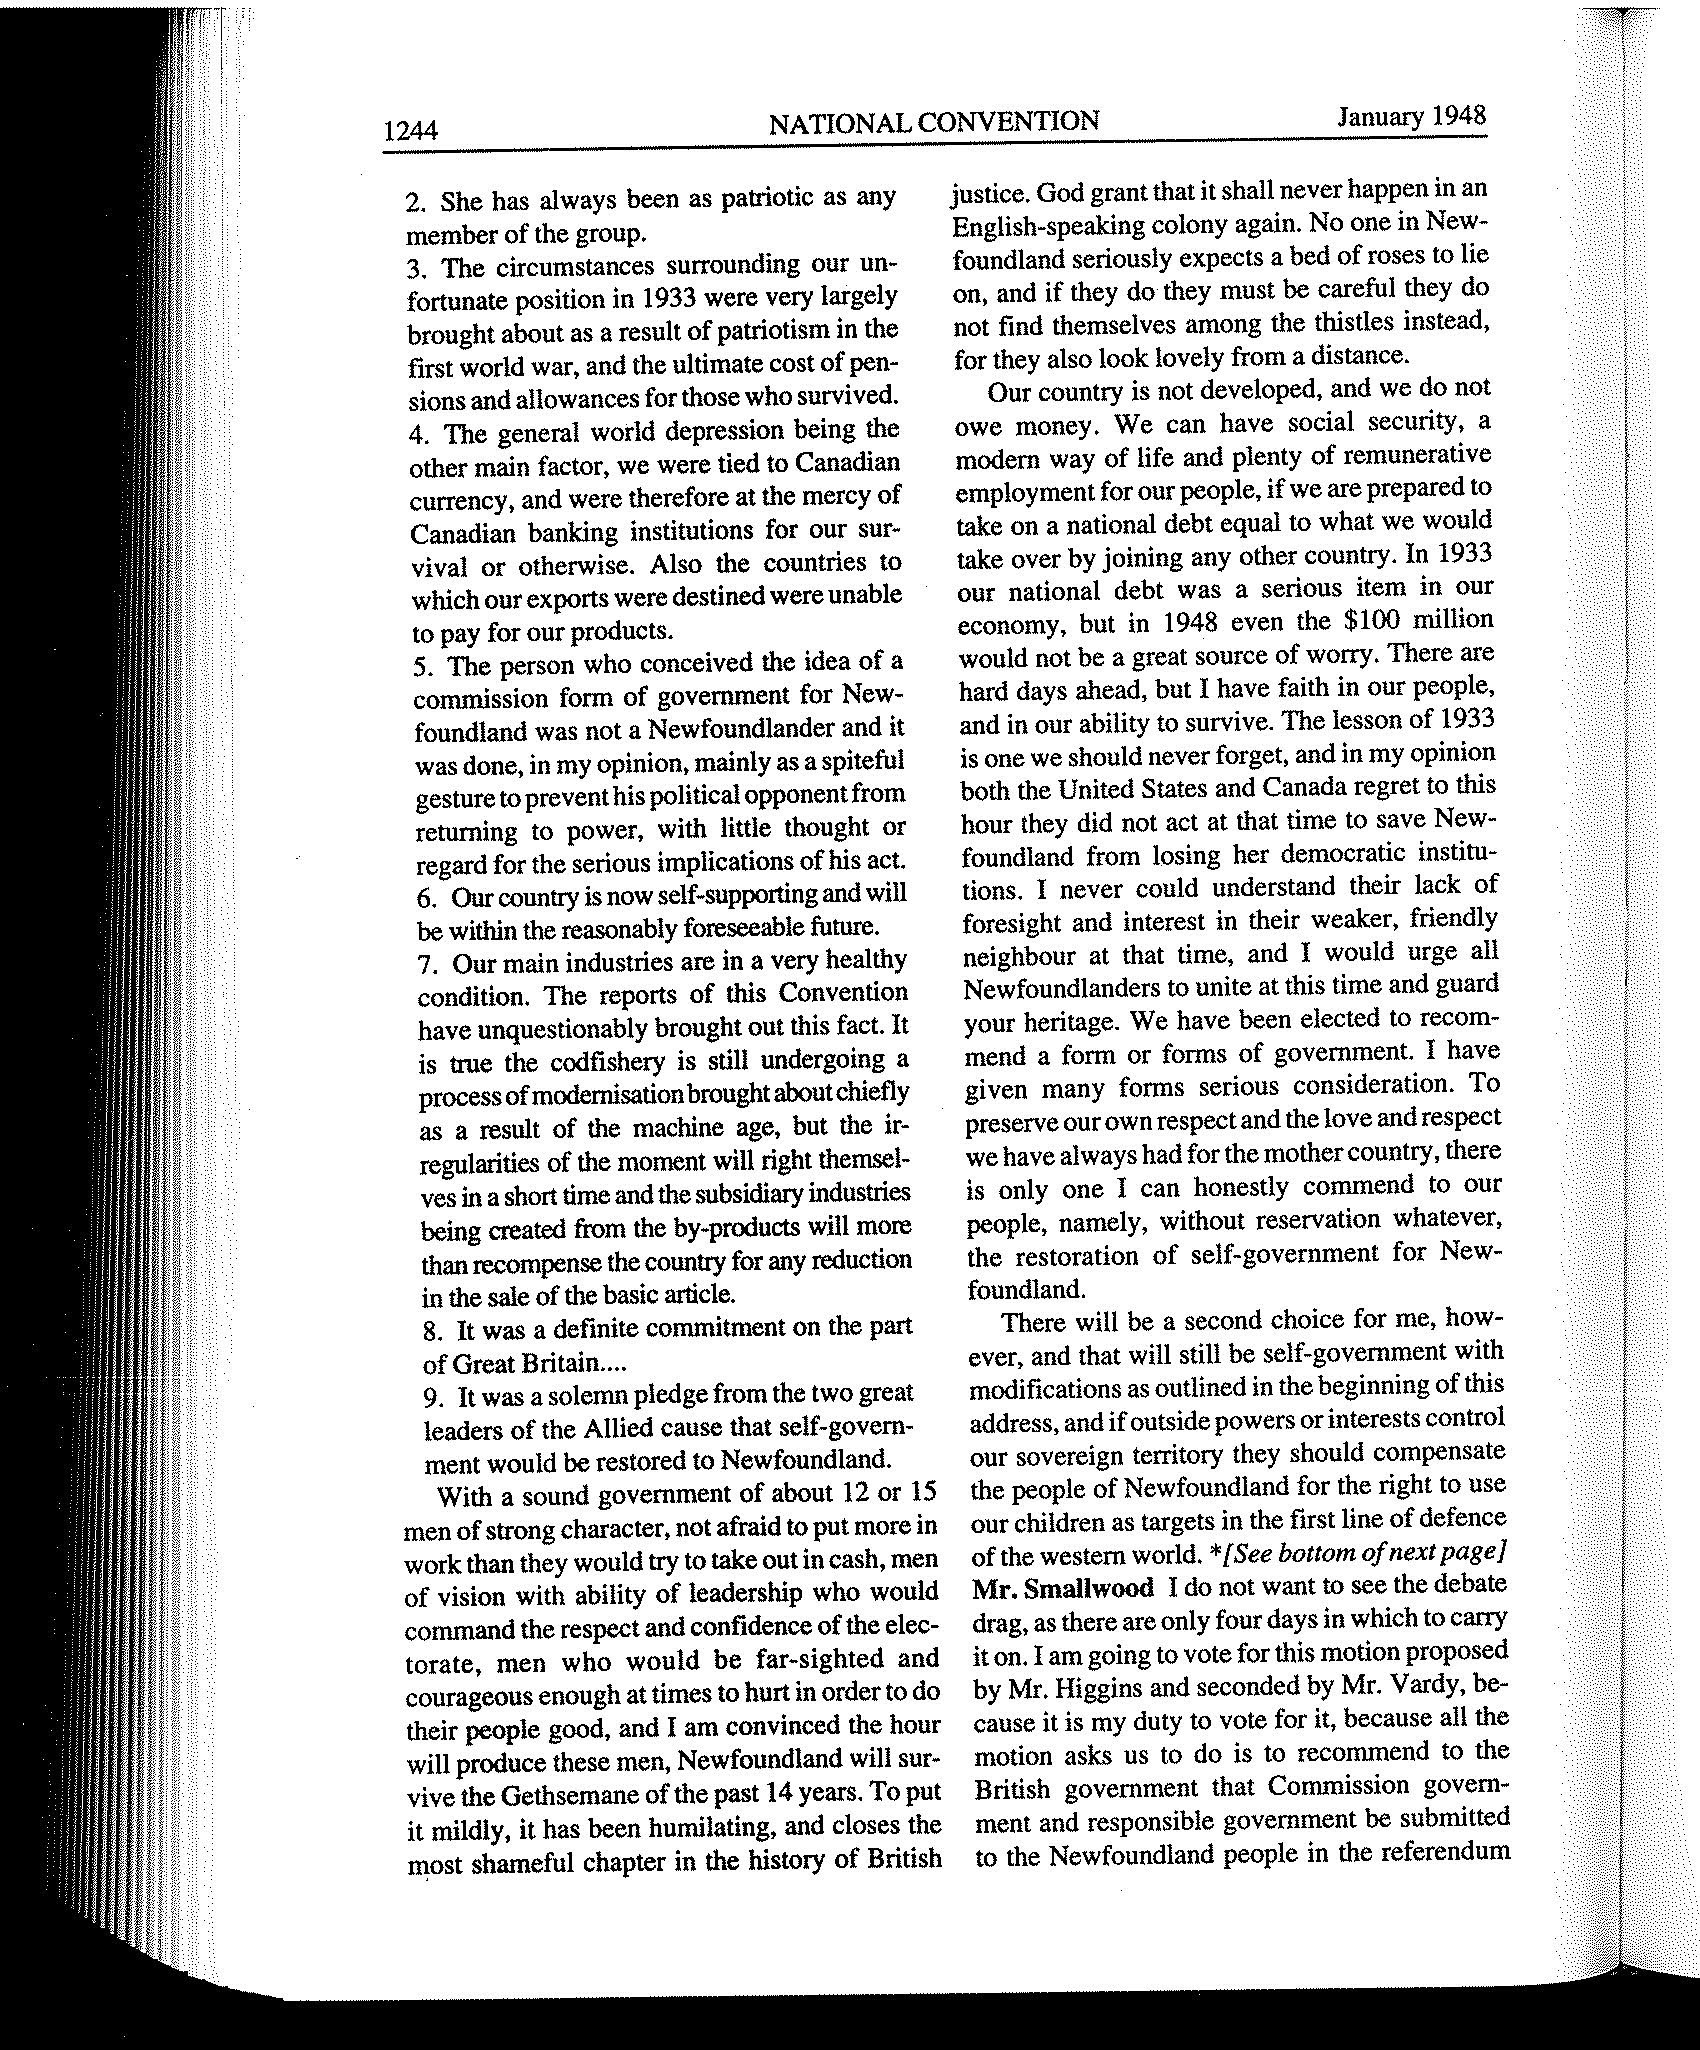 1244
NATIONAL CONVENTION
January 1948
2. She has always been as patriotic as any
member of the group.
3. The circumstances surrounding our un-
fortunate position in 1933 were very largely
brought about as a result of patriotism in the
first world war, and the ultimate cost of pen-
sions and allowances for those who survived.
4. The general world depression being the
other main factor, we were tied to Canadian
currency, and were therefore at the mercy of
Canadian banking institutions for our sur-
vival or otherwise. Also the countries to
which our exports were destined were unable
to pay for our products.
5. The person who conceived the idea of a
commission form of government for New-
foundland was not a Newfoundlander and it
was done, in my opinion, mainly as a spiteful
gesture to prevent his political opponent from
returning to power, with little thought or
regard for the serious implications of his act.
6. Our country is now self-supporting and will
be within the reasonably foreseeable future.
7. Our main industries are in a very healthy
condition. The reports of this Convention
have unquestionably brought out this fact. It
is true the codfishery is still undergoing a
process of modernisation brought about chiefly
as a result of the machine age, but the ir-
regularities of the moment will right themsel-
ves in a short time and the subsidiary industries
being created from the by-products will more
than recompense the country for any reduction
in the sale of the basic article.
8. It was a definite commitment on the part
of Great Britain....
9. It was a solemn pledge from the two great
leaders of the Allied cause that self-govern-
ment would be restored to Newfoundland.
With a sound government of about 12 or 15
men of strong character, not afraid to put more in
work than they would try to take out in cash, men
of vision with ability of leadership who would
command the respect and confidence of the elec-
torate, men who would be far-sighted and
courageous enough at times to hurt in order to do
their people good, and I am convinced the hour
will produce these men, Newfoundland will sur-
vive the Gethsemane of the past 14 years. To put
it mildly, it has been humilating, and closes the
most shameful chapter in the history of British
justice. God grant that it shall never happen in an
English-speaking colony again. No one in New-
foundland seriously expects a bed of roses to lie
on, and if they do they must be careful they do
not find themselves among the thistles instead,
for they also look lovely from a distance.
Our country is not developed, and we do not
owe money. We can have social security, a
modern way of life and plenty of remunerative
employment for our people, if we are prepared to
take on a national debt equal to what we would
take over by joining any other country. In 1933
our national debt was a serious item in our
economy, but in 1948 even the $100 million
would not be a great source of worry. There are
hard days ahead, but I have faith in our people,
and in our ability to survive. The lesson of 1933
is one we should never forget, and in my opinion
both the United States and Canada regret to this
hour they did not act at that time to save New-
foundland from losing her democratic institu-
tions. I never could understand their lack of
foresight and interest in their weaker, friendly
neighbour at that time, and I would urge all
Newfoundlanders to unite at this time and guard
your heritage. We have been elected to recom-
mend a form or forms of government. I have
given many forms serious consideration. To
preserve our own respect and the love and respect
we have always had for the mother country, there
is only one I can honestly commend to our
people, namely, without reservation whatever,
the restoration of self-government for New-
foundland.
There will be a second choice for me, how-
ever, and that will still be self-government with
modifications as outlined in the beginning of this
address, and if outside powers or interests control
our sovereign territory they should compensate
the people of Newfoundland for the right to use
our children as targets in the first line of defence
of the western world. *[See bottom of next page]
Mr. Smallwood I do not want to see the debate
drag, as there are only four days in which to carry
it on. I am going to vote for this motion proposed
by Mr. Higgins and seconded by Mr. Vardy, be-
cause it is my duty to vote for it, because all the
motion asks us to do is to recommend to the
British government that Commission govern-
ment and responsible government be submitted
to the Newfoundland people in the referendum